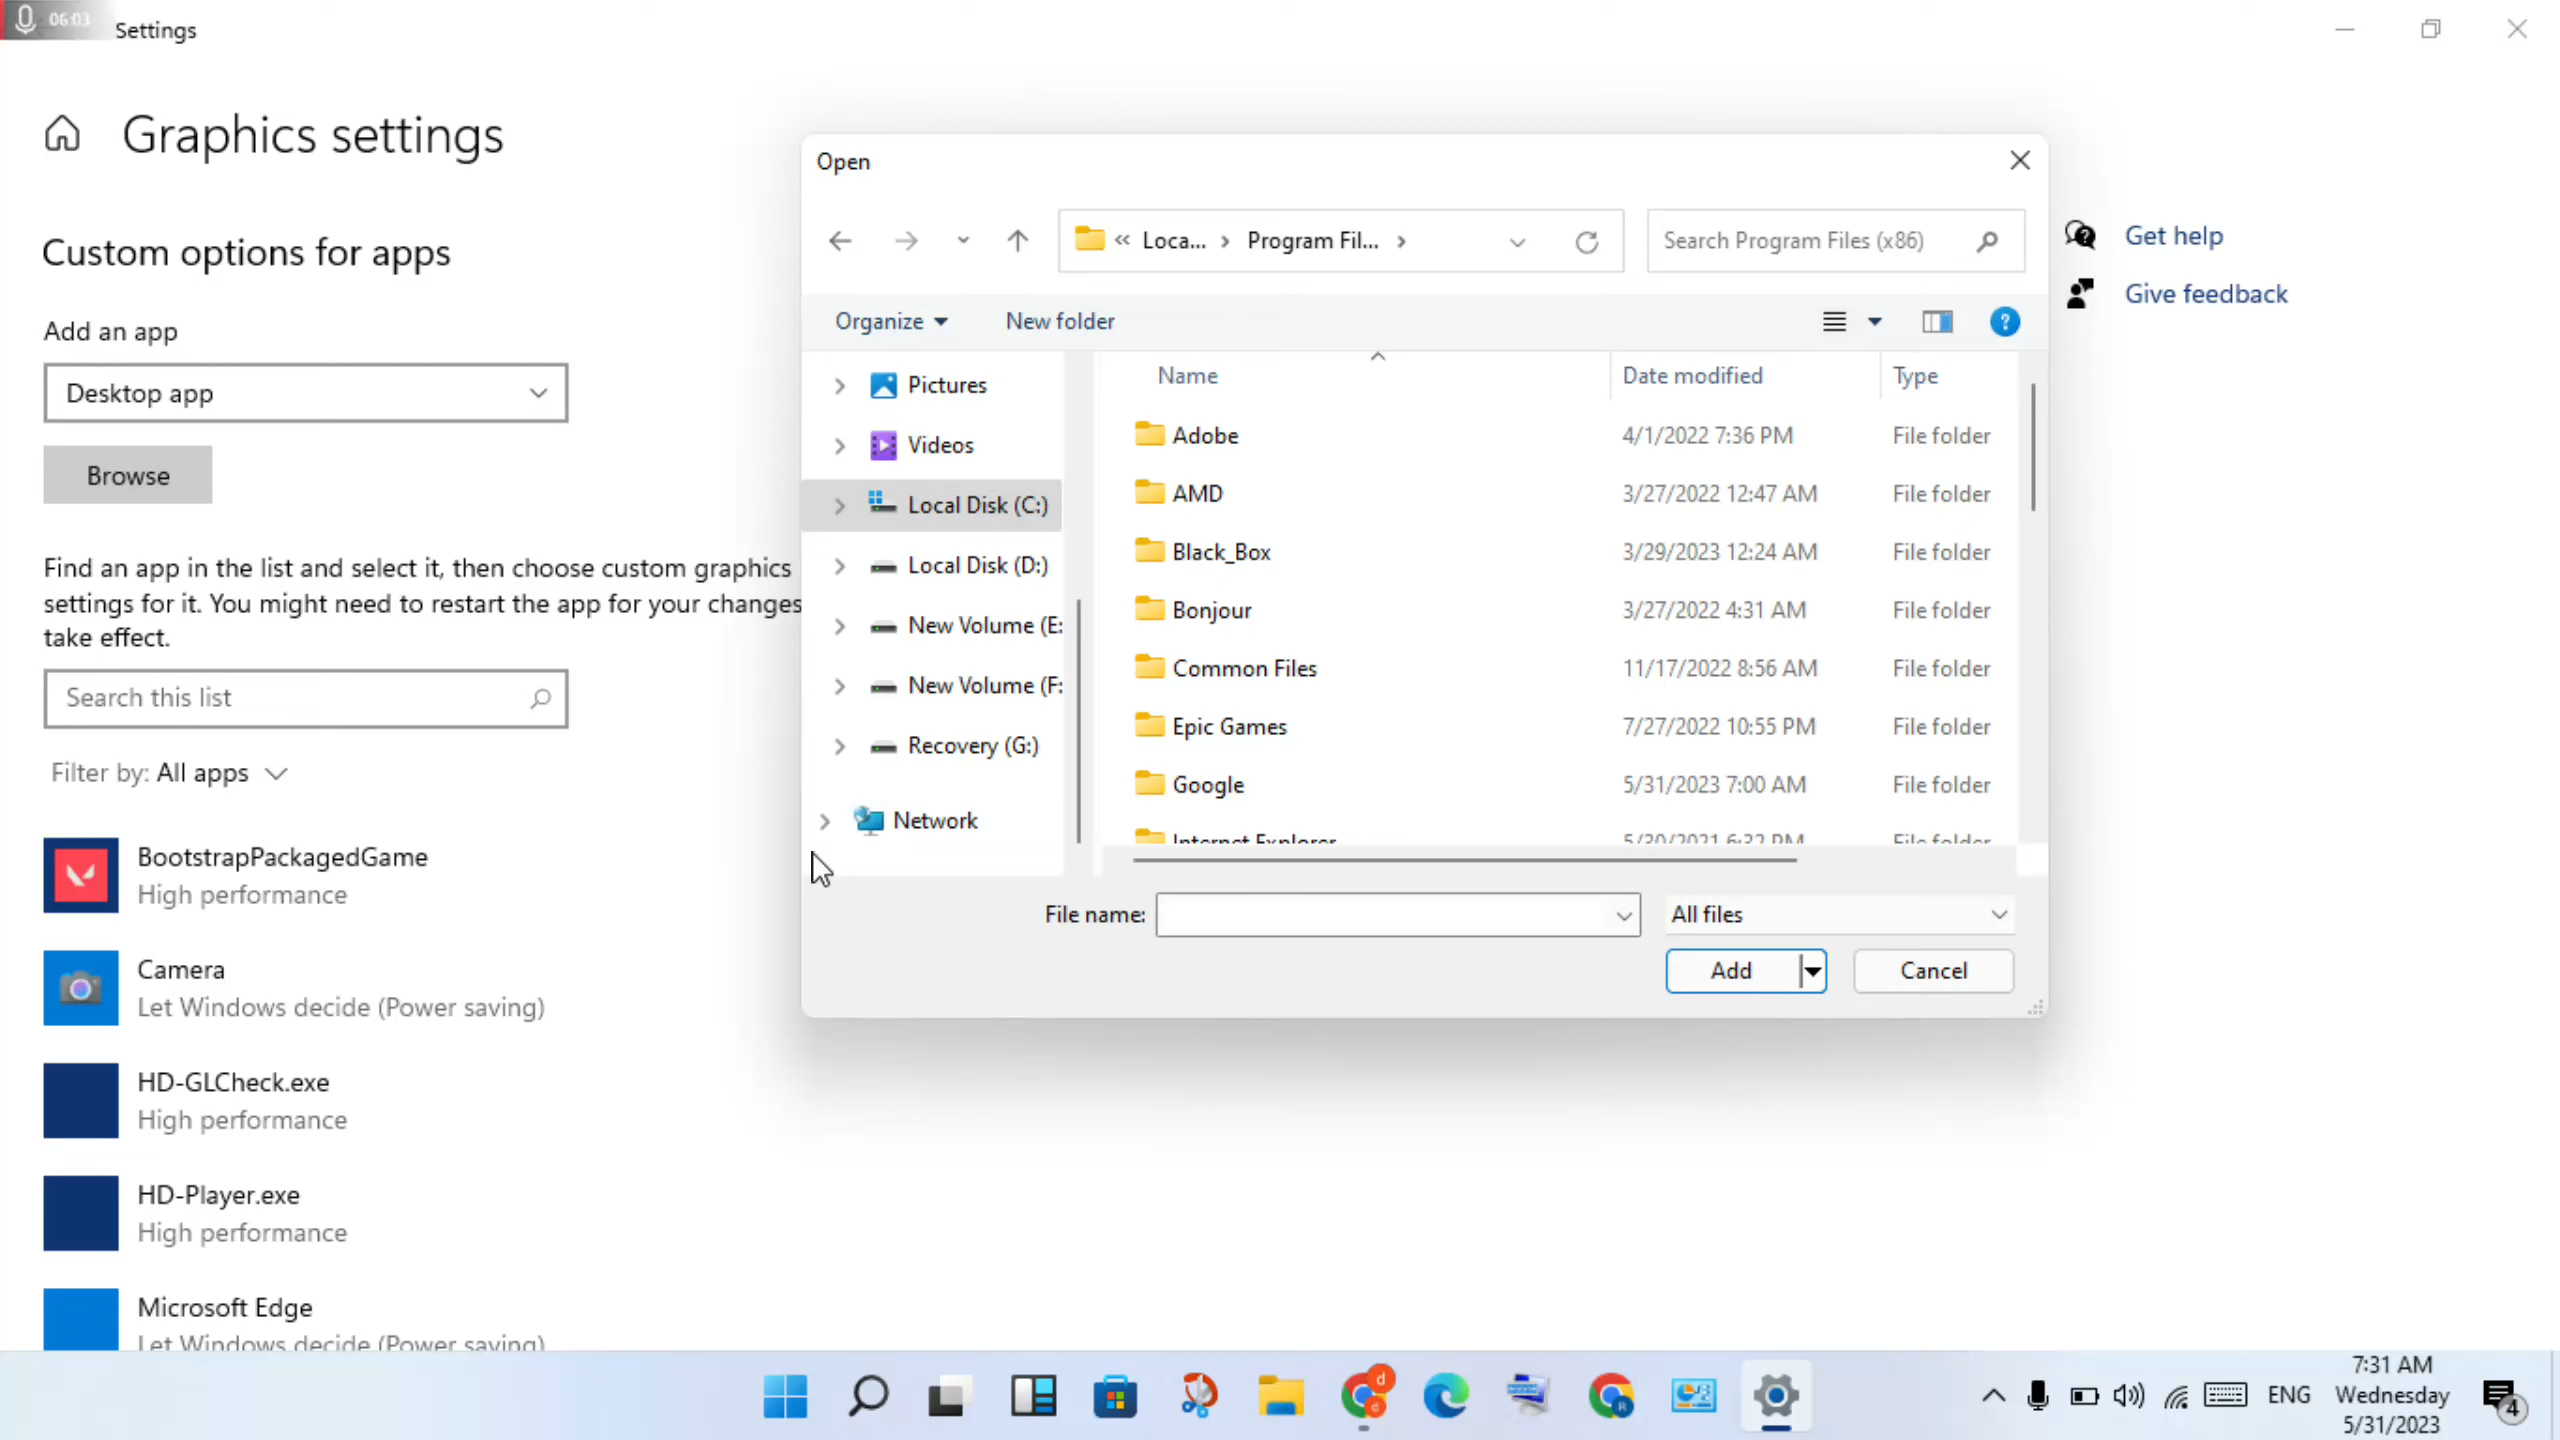 06:03
Settings
Graphics settings
Custom options for apps
Add an app
Desktop app
Browse
Find an app in the list and select it, then choose custom graphics
settings for it. You might need to restart the app for your changes
take effect.
Search this list
Filter by: All apps
BootstrapPackagedGame
High performance
Camera
Let Windows decide (Power saving)
HD-GLCheck.exe
High performance
HD-Player.exe
High performance
Microsoft Edge
Let Windows decide (Power saving)
Open
« Loca... › Program Fil... ›
Search Program Files (x86)
Organize
New folder
Pictures
Videos
Local Disk (C:)
Local Disk (D:)
New Volume (E:
New Volume (F:
Recovery (G:)
Network
Name Date modified Type
Adobe 4/1/2022 7:36 PM File folder
AMD 3/27/2022 12:47 AM File folder
Black_Box 3/29/2023 12:24 AM File folder
Bonjour 3/27/2022 4:31 AM File folder
Common Files 11/17/2022 8:56 AM File folder
Epic Games 7/27/2022 10:55 PM File folder
Google 5/31/2023 7:00 AM File folder
Internet Explorer 5/30/2021 6:32 PM File folder
File name:
All files
Add
Cancel
Get help
Give feedback
ENG
7:31 AM
Wednesday
5/31/2023
4